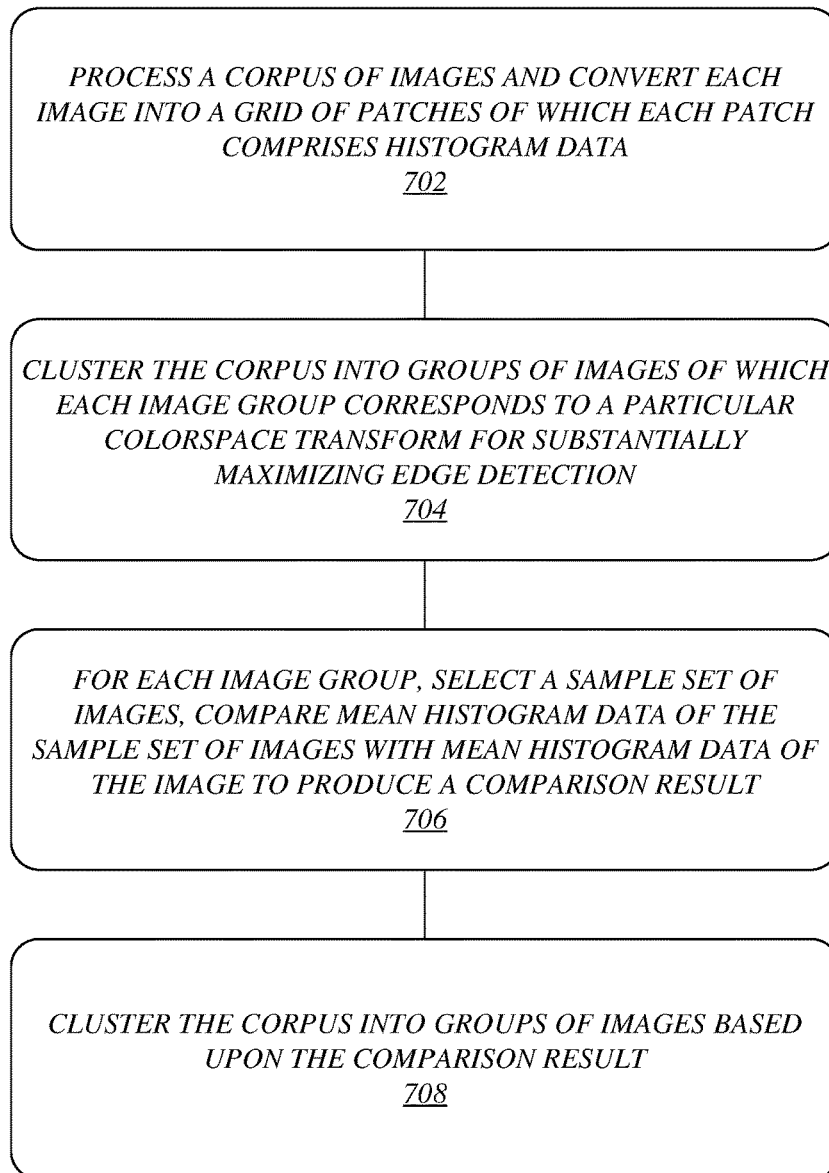 PROCESS A CORPUS OF IMAGES AND CONVERT EACH
IMAGE INTO A GRID OF PATCHES OF WHICH EACH PATCH
COMPRISES HISTOGRAM DATA
702
CLUSTER THE CORPUS INTO GROUPS OF IMAGES OF WHICH
EACH IMAGE GROUP CORRESPONDS TO A PARTICULAR
COLORSPACE TRANSFORM FOR SUBSTANTIALLY
MAXIMIZING EDGE DETECTION
704
FOR EACH IMAGE GROUP, SELECT A SAMPLE SET OF
IMAGES, COMPARE MEAN HISTOGRAM DATA OF THE
SAMPLE SET OF IMAGES WITH MEAN HISTOGRAM DATA OF
THE IMAGE TO PRODUCE A COMPARISON RESULT
706
CLUSTER THE CORPUS INTO GROUPS OF IMAGES BASED
UPON THE COMPARISON RESULT
708